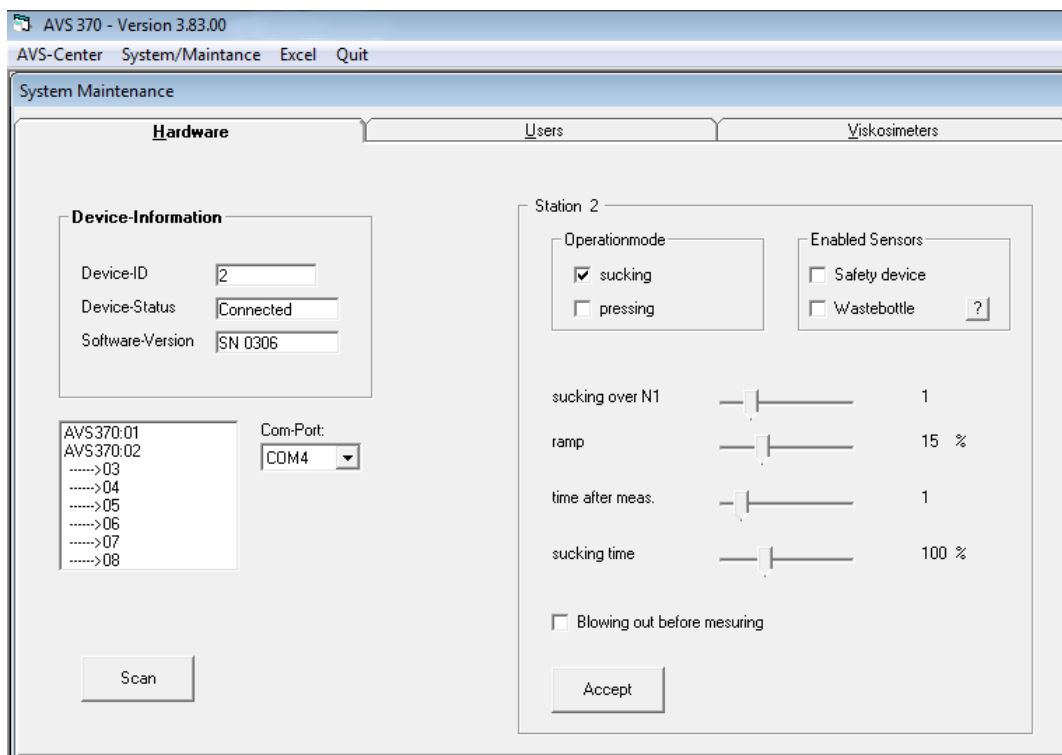 AVS 370 - Version 3.83.00
AVS-Center System/Maintance Excel Quit
System Maintenance
Hardware Users Viskosimeters
Device-Information
Device-ID 2
Device-Status Connected
Software-Version SN 0306
AVS370:01
AVS370:02
------>03
------>04
------>05
------>06
------>07
------>08
Com-Port:
COM4
Scan
Station 2
Operationmode
sucking
pressing
Enabled Sensors
Safety device
Wastebottle ?
sucking over N1 1
ramp 15 %
time after meas. 1
sucking time 100 %
Blowing out before mesuring
Accept